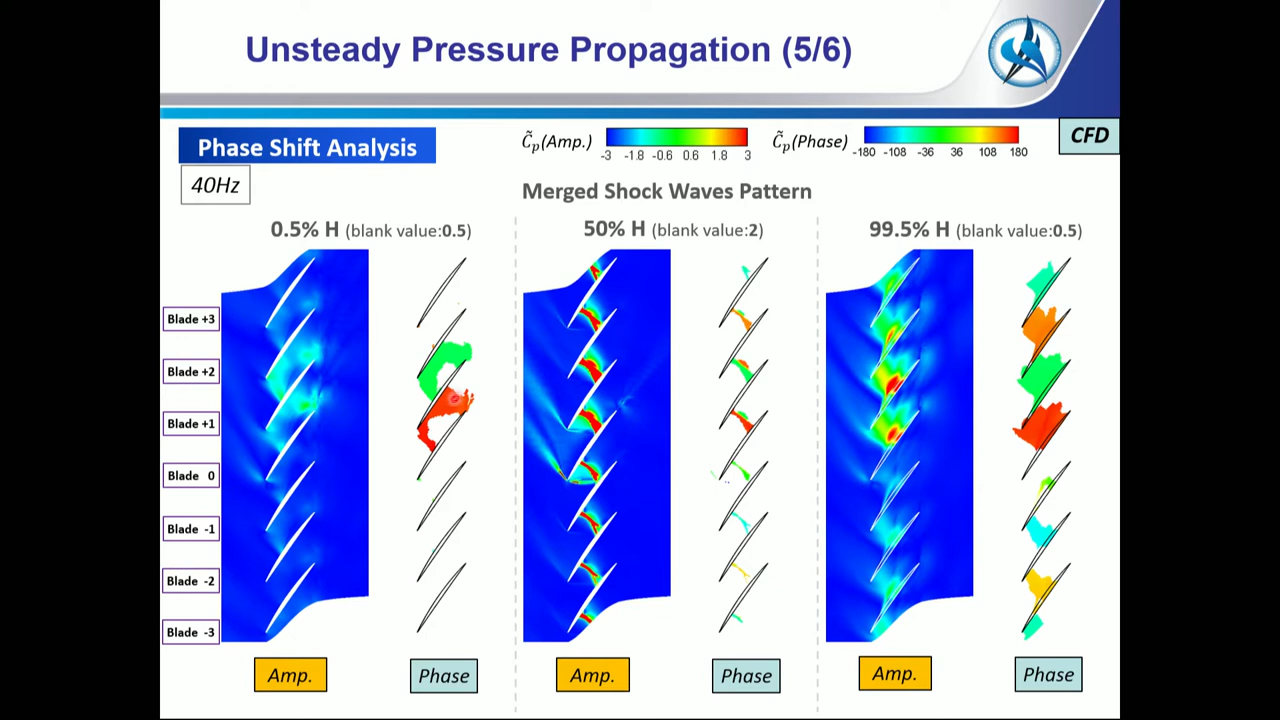 Unsteady Pressure Propagation (5/6)
Phase Shift Analysis
C̃p(Amp.)
-3 -1.8 -0.6 0.6 1.8 3
C̃p(Phase)
-180 -108 -36 36 108 180
CFD
40Hz
Merged Shock Waves Pattern
0.5% H (blank value:0.5)
50% H (blank value:2)
99.5% H (blank value:0.5)
Blade +3
Blade +2
Blade +1
Blade 0
Blade -1
Blade -2
Blade -3
Amp.
Phase
Amp.
Phase
Amp.
Phase